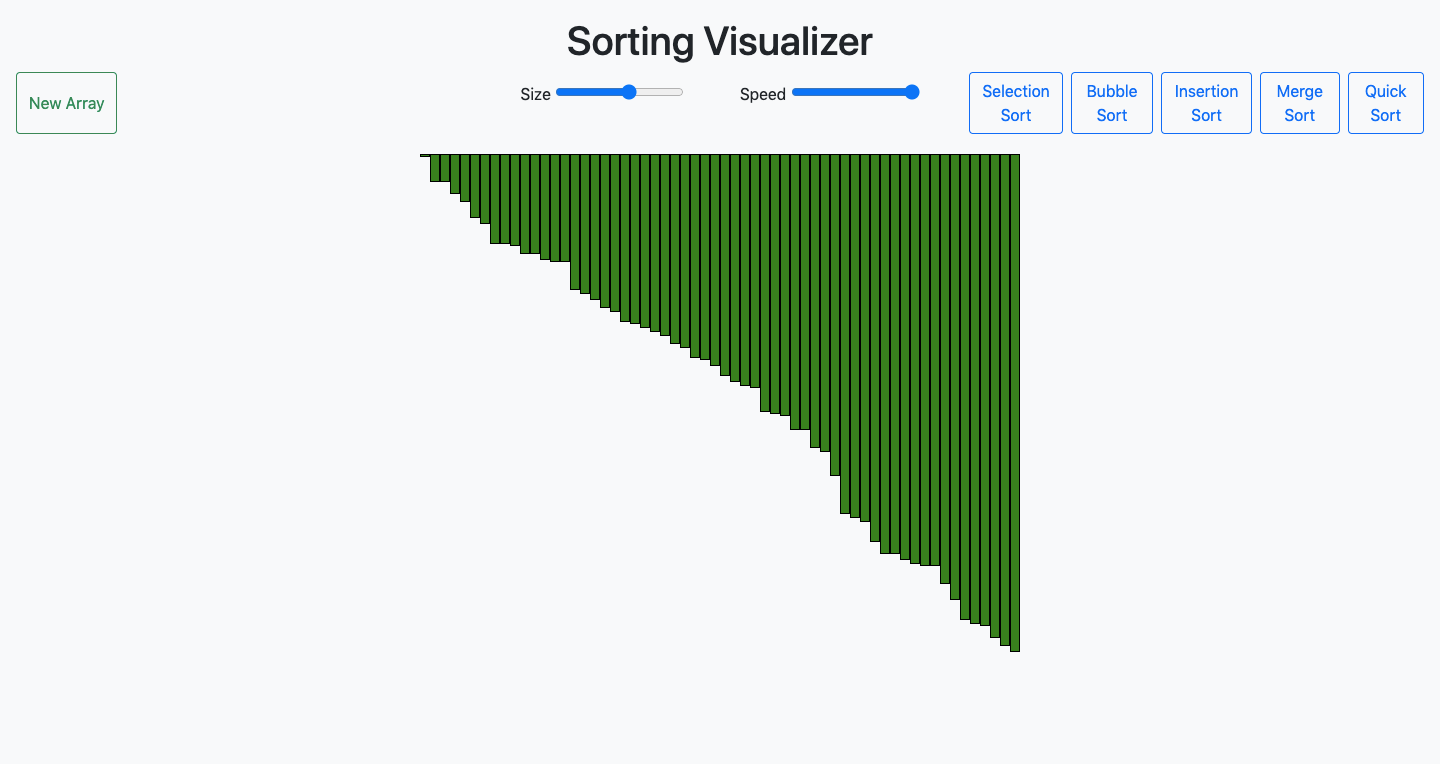 Sorting Visualizer
New Array
Size
Speed
Selection
Sort
Bubble
Sort
Insertion
Sort
Merge
Sort
Quick
Sort